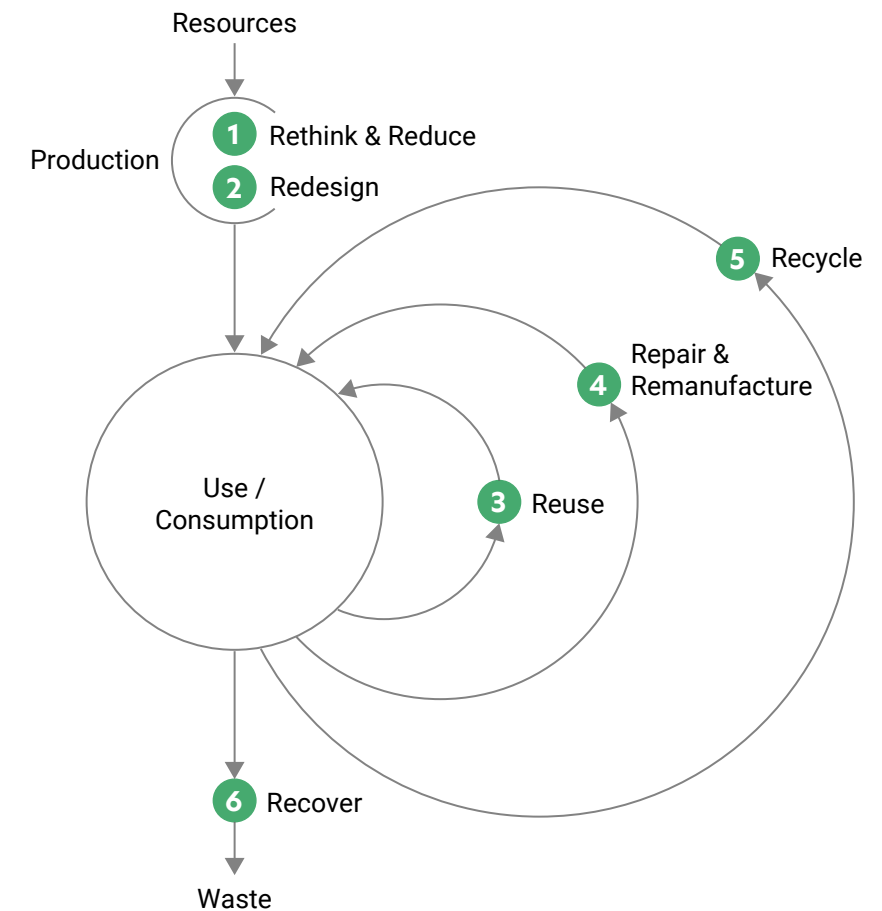 Resources
Production
1 Rethink & Reduce
2 Redesign
5 Recycle
4 Repair &
Remanufacture
Use /
Consumption
3 Reuse
6 Recover
Waste